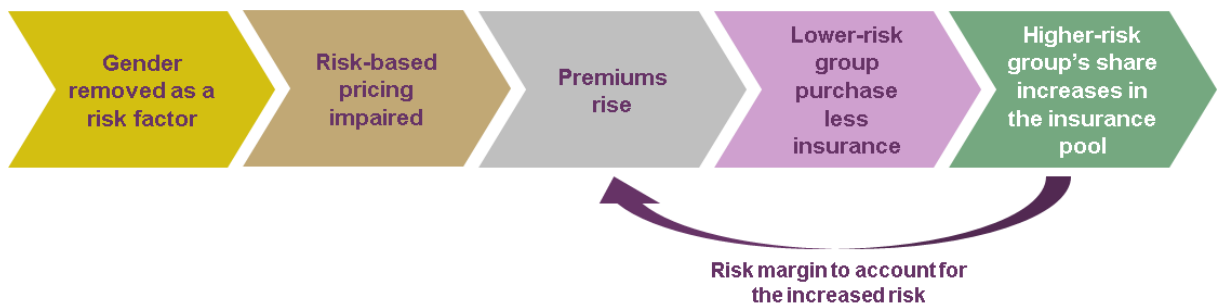 Gender
removed as a
risk factor
Risk-based
pricing
impaired
Premiums
rise
Lower-risk
group
purchase
less
insurance
Higher-risk
group's share
increases in
the insurance
pool
Risk margin to account for
the increased risk